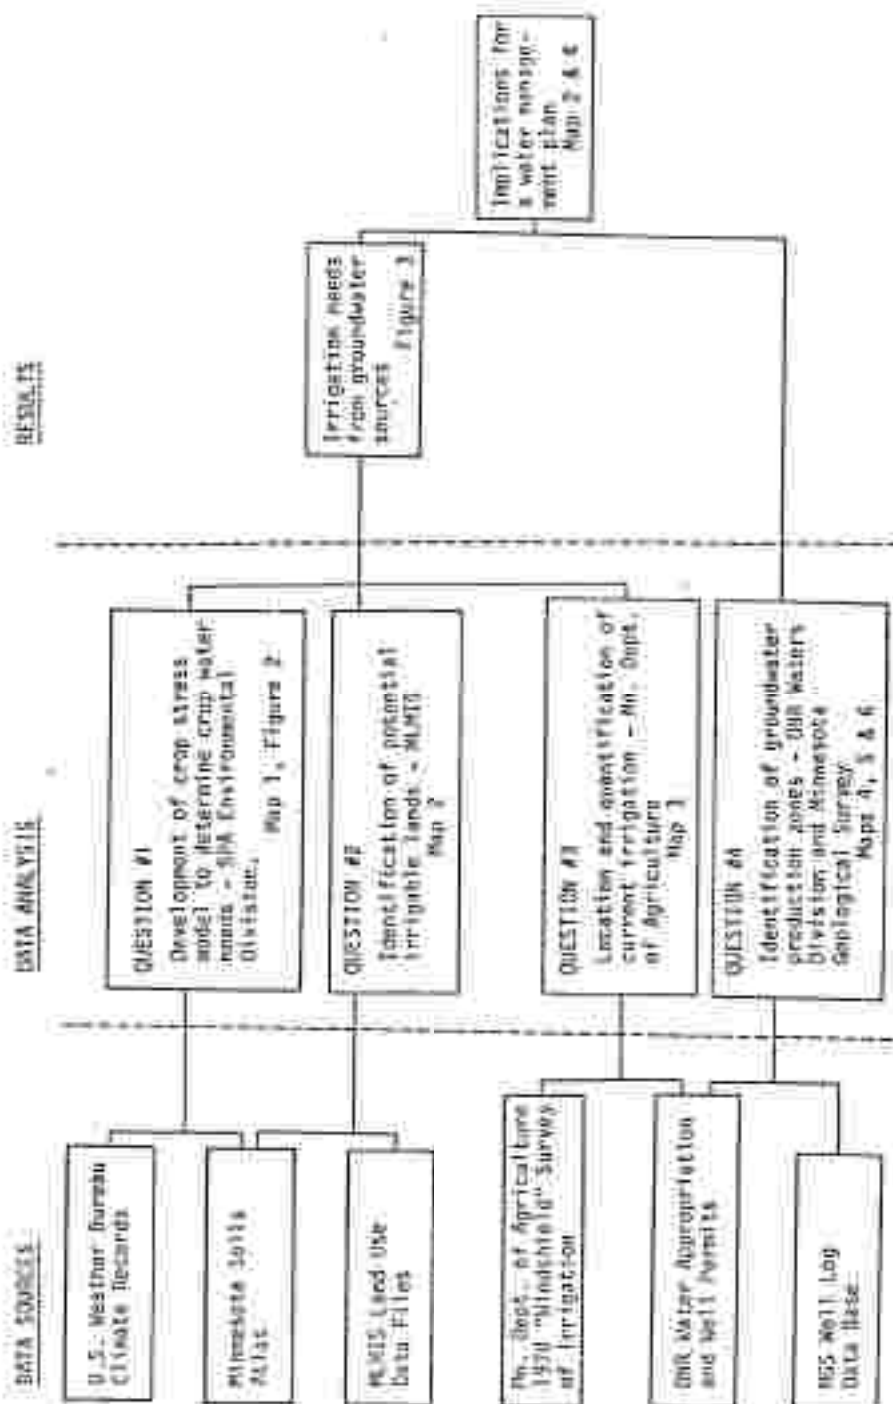 DATA SOURCES
DATA ANALYSIS
RESULTS
U.S. Weather Bureau
Climate Records
Minnesota Soils
Atlas
MLMIS Land Use
Data Files
Mn. Dept. of Agriculture
"Windshield" Survey
of Irrigation
DNR Water Appropriation
and Well Permits
MGS Well Log
Data Base
QUESTION #1
Development of crop stress
model to determine crop water
needs - SPA Environmental
Division.
Map 1, Figure 2
QUESTION #2
Identification of potential
irrigable lands - MLMIS
Map 2
QUESTION #3
Location and quantification of
current irrigation - Mn. Dept.
of Agriculture
Map 3
QUESTION #4
Identification of groundwater
production zones - DNR Waters
Division and Minnesota
Geological Survey
Maps 4, 5 & 6
Irrigation needs
from groundwater
sources
Figure 3
Implications for
a water manage-
ment plan
Map 2 &